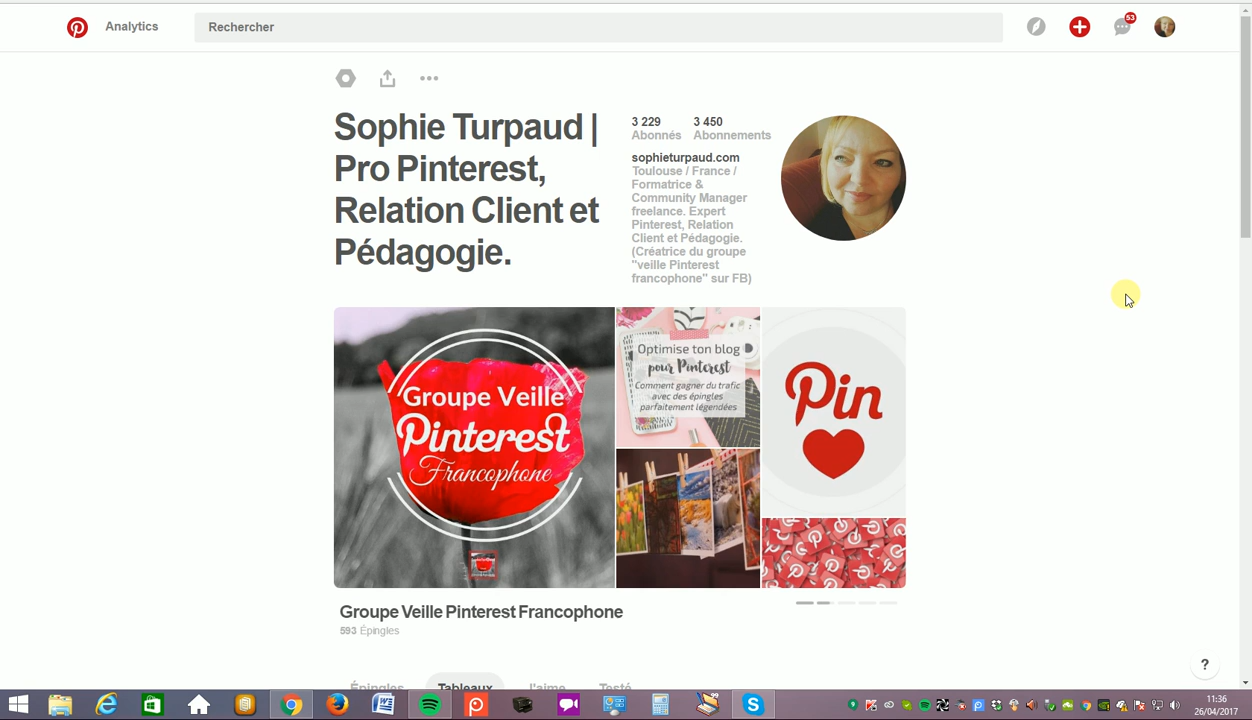 Analytics
Rechercher
53
Sophie Turpaud |
Pro Pinterest,
Relation Client et
Pédagogie.
3 229
Abonnés
3 450
Abonnements
sophieturpaud.com
Toulouse / France /
Formatrice &
Community Manager
freelance. Expert
Pinterest, Relation
Client et Pédagogie.
(Créatrice du groupe
"veille Pinterest
francophone" sur FB)
Groupe Veille
Pinterest
Francophone
Optimise ton blog
pour Pinterest
Comment gagner du trafic
avec des épingles
parfaitement légendées
Pin
Groupe Veille Pinterest Francophone
593 Épingles
Épingles
Tableaux
J'aime
Testé
?
11:36
26/04/2017